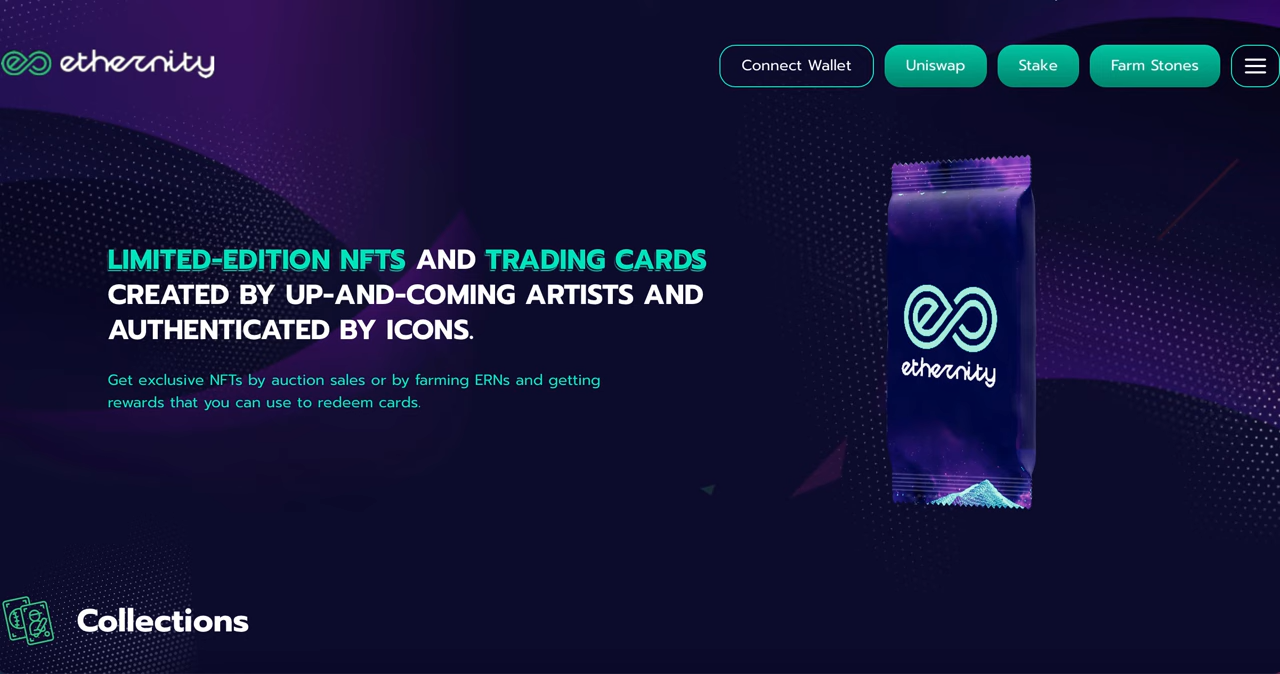 ethernity
Connect Wallet
Uniswap
Stake
Farm Stones
LIMITED-EDITION NFTS AND TRADING CARDS
CREATED BY UP-AND-COMING ARTISTS AND
AUTHENTICATED BY ICONS.
Get exclusive NFTs by auction sales or by farming ERNs and getting
rewards that you can use to redeem cards.
ethernity
Collections